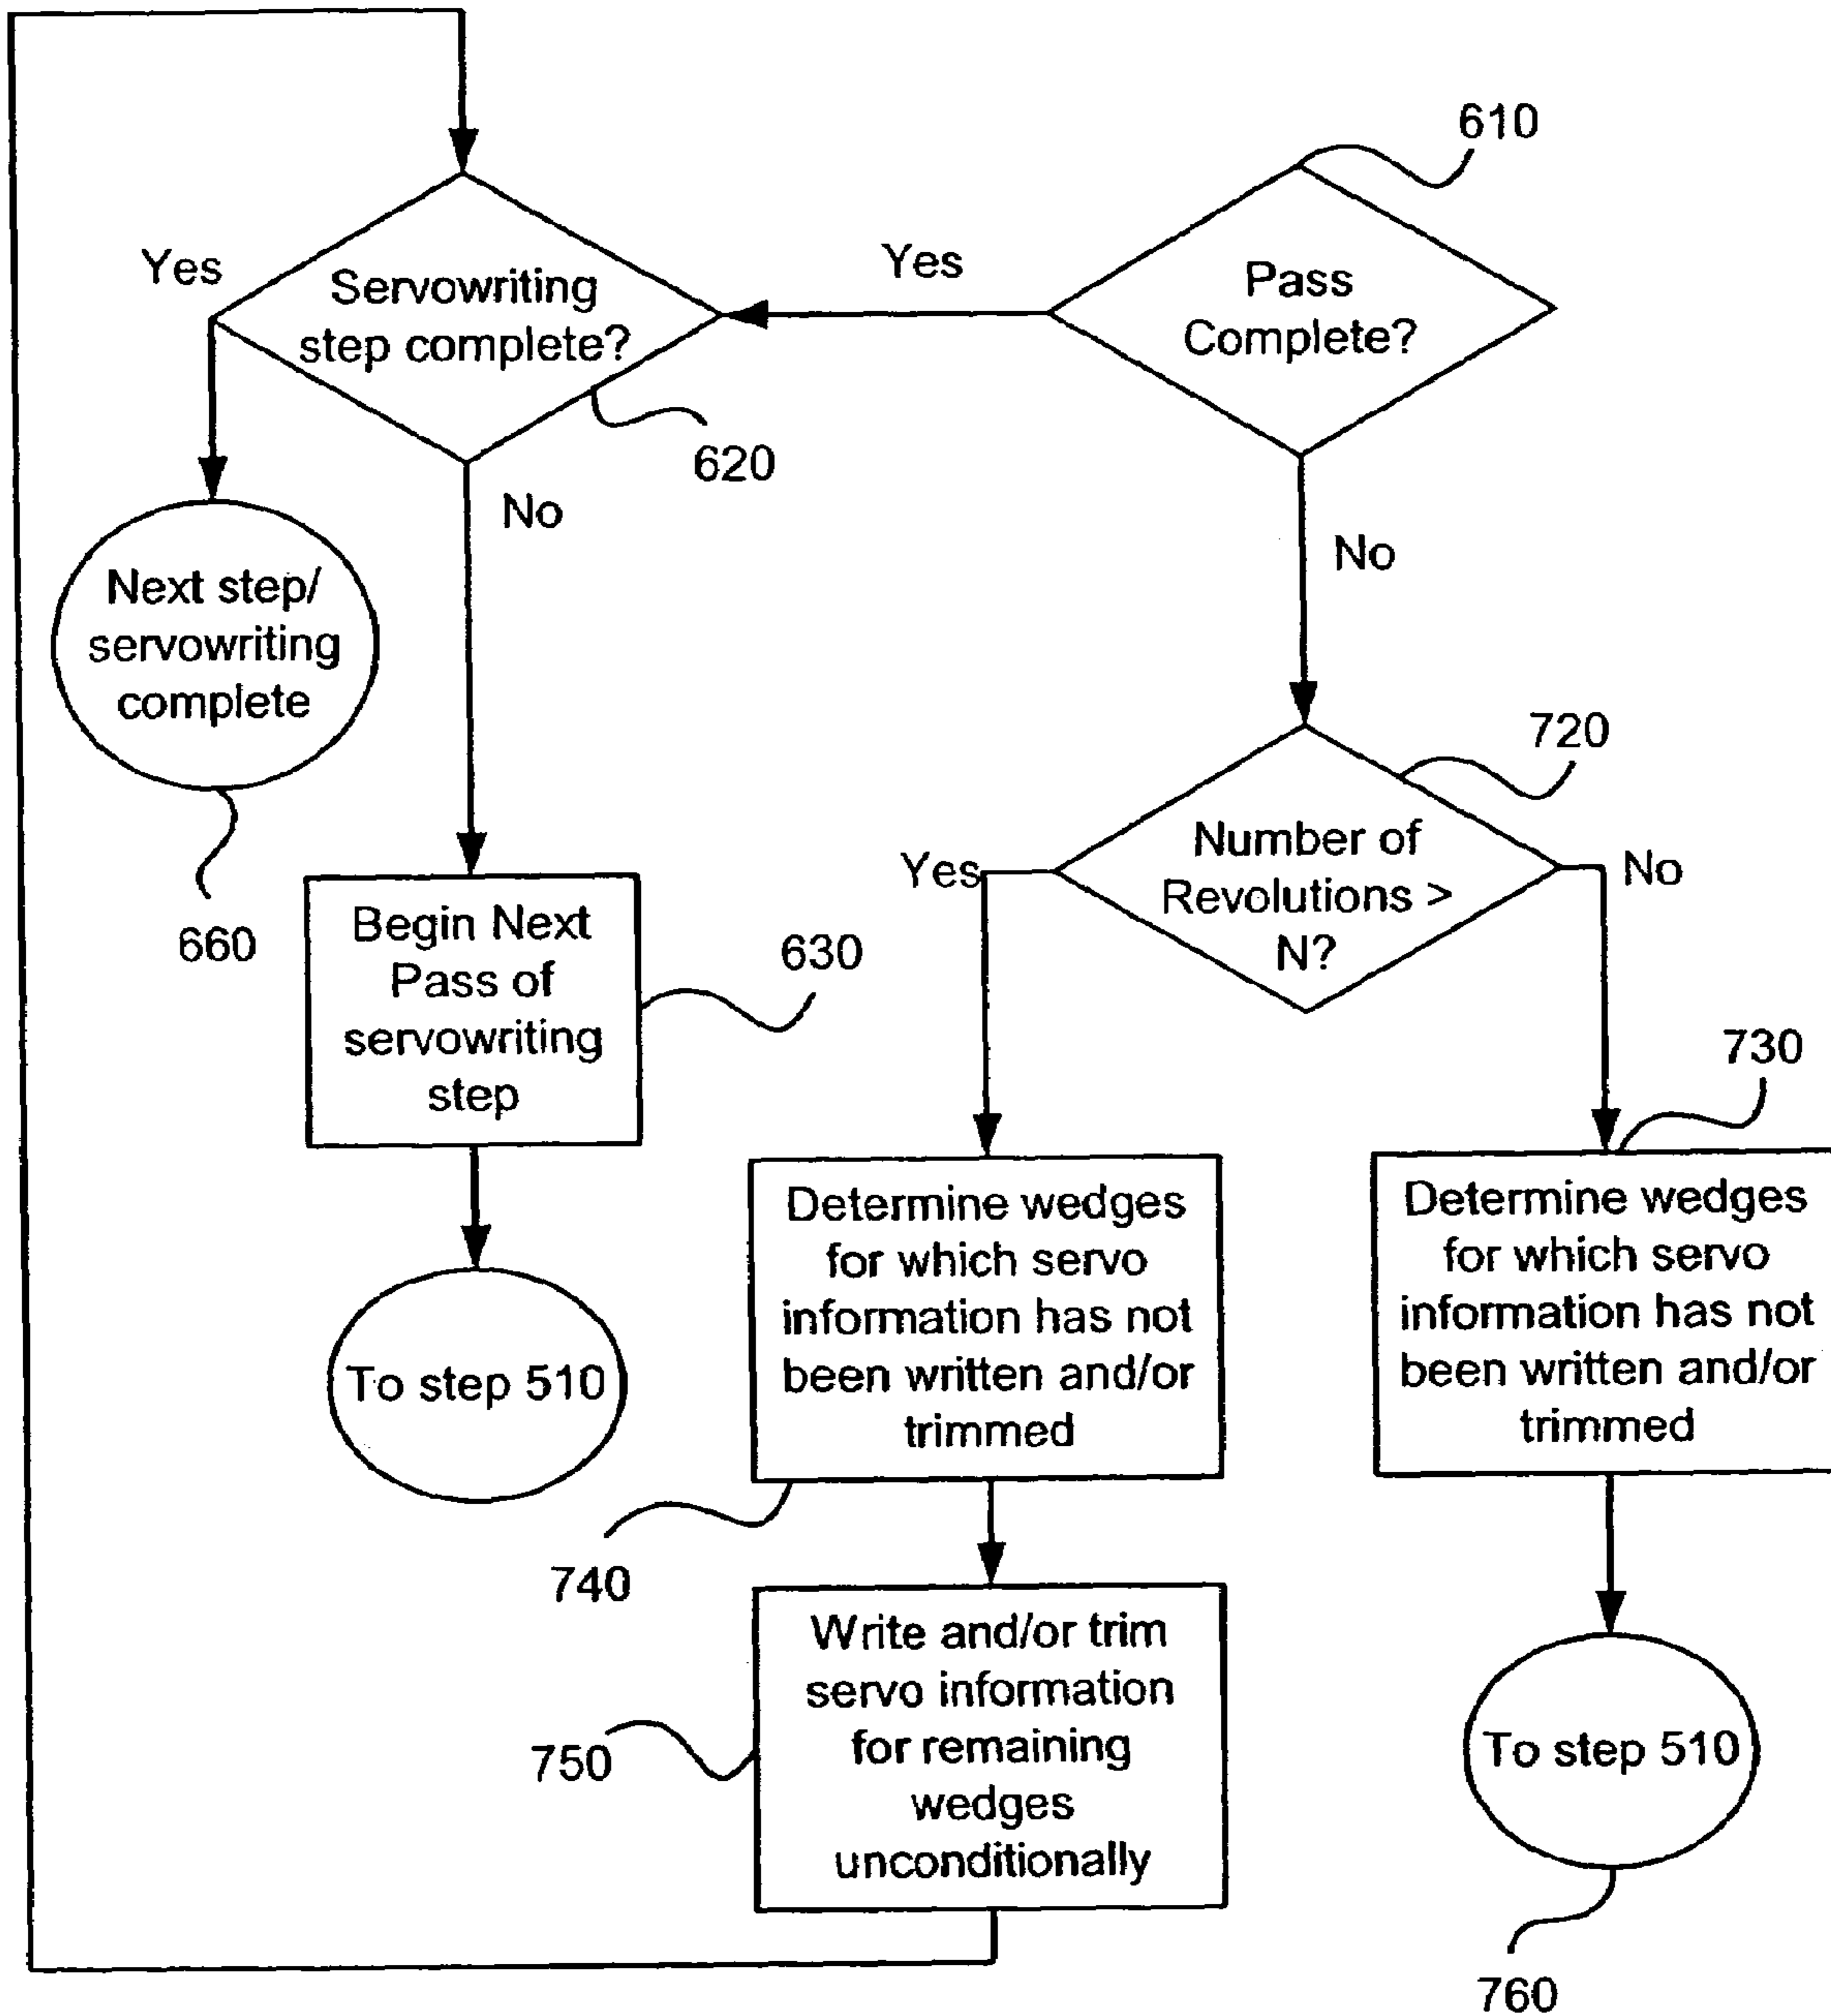 610
Yes
Servowriting
step complete?
Yes
Pass
Complete?
620
No
No
Next step/
servowriting
complete
660
720
Number of
Revolutions >
N?
Yes
No
Begin Next
Pass of
servowriting
step
630
730
Determine wedges
for which servo
information has not
been written and/or
trimmed
Determine wedges
for which servo
information has not
been written and/or
trimmed
To step 510
740
Write and/or trim
servo information
for remaining
wedges
unconditionally
750
To step 510
760